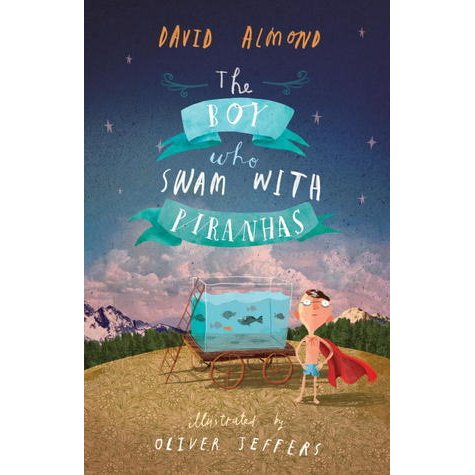 DAVID ALMOND
The
BOY
who
SWAM WITH
PIRANHAS
illustrated by
OLIVER JEFFERS